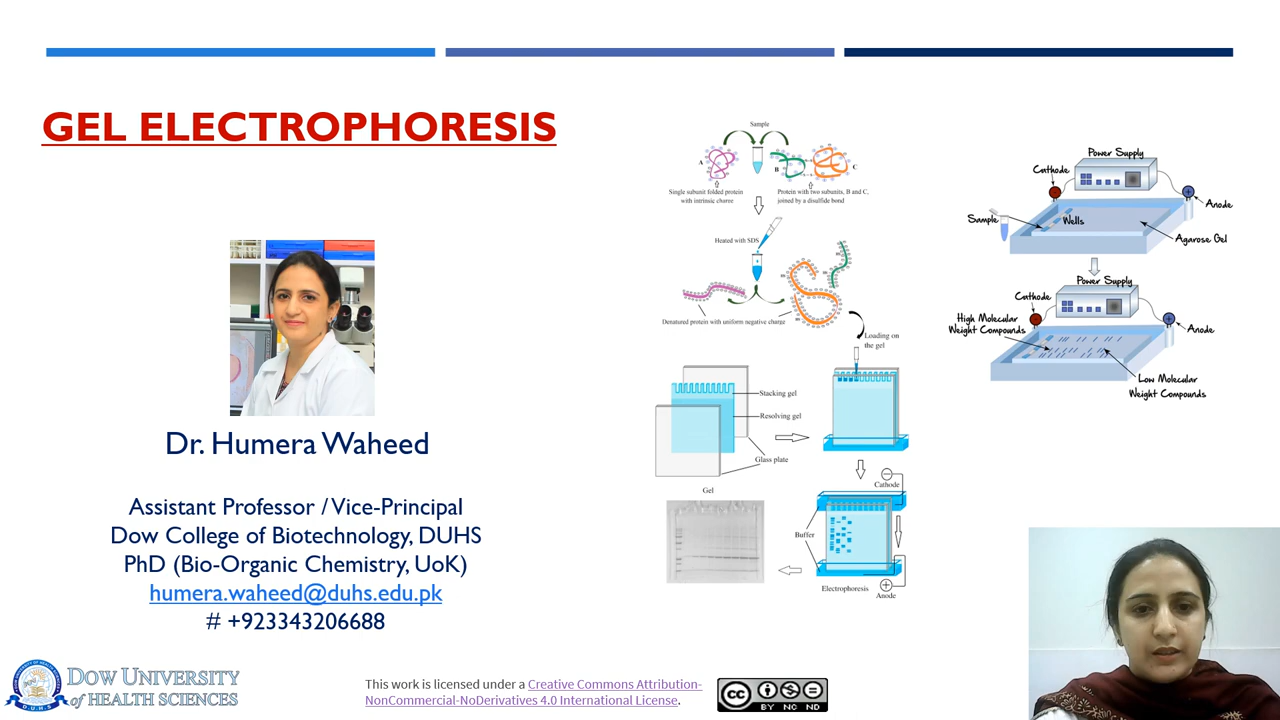 GEL ELECTROPHORESIS
Dr. Humera Waheed
Assistant Professor / Vice-Principal
Dow College of Biotechnology, DUHS
PhD (Bio-Organic Chemistry, UoK)
humera.waheed@duhs.edu.pk
# +923343206688
Sample
A
B
C
Single subunit folded protein
with intrinsic charge
Protein with two subunits, B and C,
joined by a disulfide bond
Heated with SDS
Denatured protein with uniform negative charge
Loading on
the gel
Stacking gel
Resolving gel
Glass plate
Gel
Cathode
Buffer
Electrophoresis
Anode
Power Supply
Cathode
Anode
Sample
Wells
Agarose Gel
Power Supply
Cathode
High Molecular
Weight Compounds
Anode
Low Molecular
Weight Compounds
DOW UNIVERSITY
of HEALTH SCIENCES
D.U.H.S
This work is licensed under a Creative Commons Attribution-
NonCommercial-NoDerivatives 4.0 International License.
cc
BY NC ND